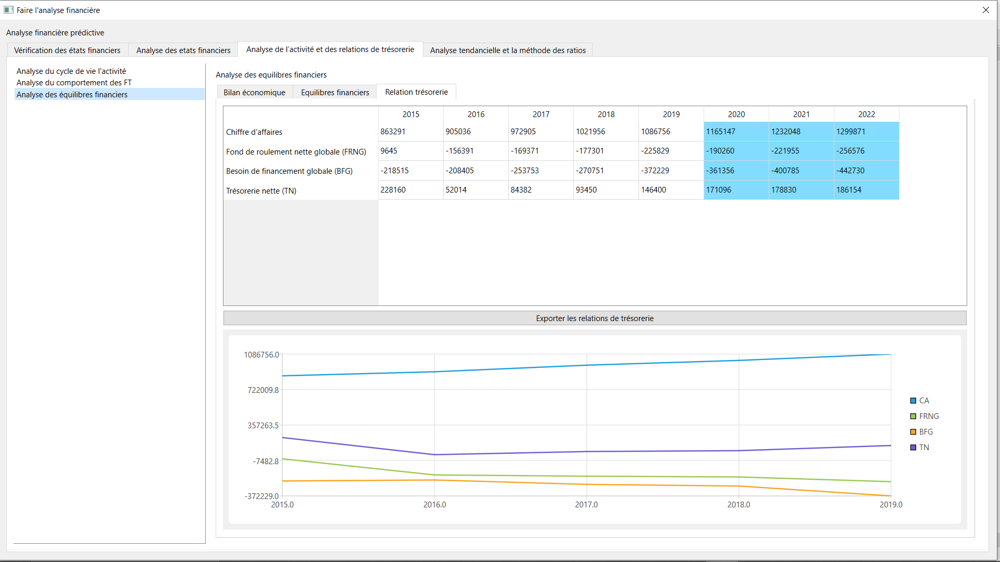 Faire l'analyse financière
Analyse financière prédictive
Vérification des états financiers Analyse des etats financiers Analyse de l'activité et des relations de trésorerie Analyse tendancielle et la méthode des ratios
Analyse du cycle de vie l'activité
Analyse du comportement des FT
Analyse des équilibres financiers
Analyse des equilibres financiers
Bilan économique Equilibres financiers Relation trésorerie
2015 2016 2017 2018 2019 2020 2021 2022
Chiffre d'affaires 863291 905036 972905 1021956 1086756 1165147 1232048 1299871
Fond de roulement nette globale (FRNG) 9645 -156391 -169371 -177301 -225829 -190260 -221955 -256576
Besoin de financement globale (BFG) -218515 -208405 -253753 -270751 -372229 -361356 -400785 -442730
Trésorerie nette (TN) 228160 52014 84382 93450 146400 171096 178830 186154
Exporter les relations de trésorerie
1086756.0
722009.8
357263.5
-7482.8
-372229.0
2015.0 2016.0 2017.0 2018.0 2019.0
CA
FRNG
BFG
TN